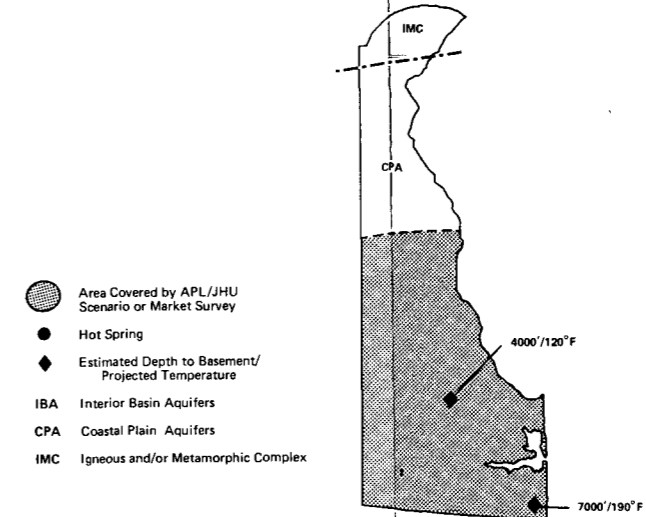 IMC
CPA
4000'/120°F
7000'/190°F
Area Covered by APL/JHU
Scenario or Market Survey
Hot Spring
Estimated Depth to Basement/
Projected Temperature
IBA Interior Basin Aquifers
CPA Coastal Plain Aquifers
IMC Igneous and/or Metamorphic Complex